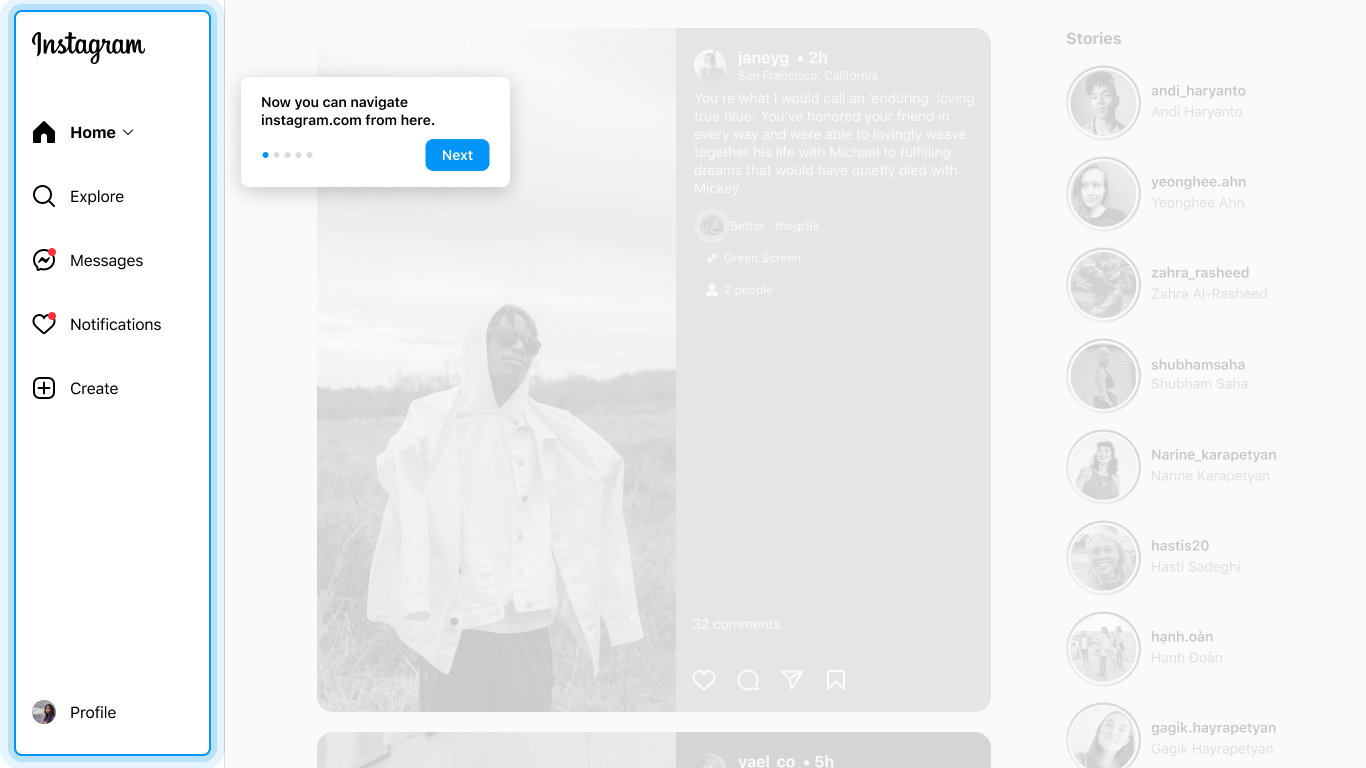 Instagram
Home
Explore
Messages
Notifications
Create
Profile
Now you can navigate
instagram.com from here.
Next
janeyg • 2h
San Francisco, California
You’re what I would call an ‘enduring, loving
true blue’. You’ve honored your friend in
every way and were able to lovingly weave
together his life with Michael to fulfilling
dreams that would have quietly died with
Mickey.
Better - thegr8k
Green Screen
2 people
32 comments
yael_co • 5h
Stories
andi_haryanto
Andi Haryanto
yeonghee.ahn
Yeonghee Ahn
zahra_rasheed
Zahra Al-Rasheed
shubhamsaha
Shubham Saha
Narine_karapetyan
Narine Karapetyan
hastis20
Hasti Sadeghi
hạnh.oàn
Hạnh Đoàn
gagik.hayrapetyan
Gagik Hayrapetyan